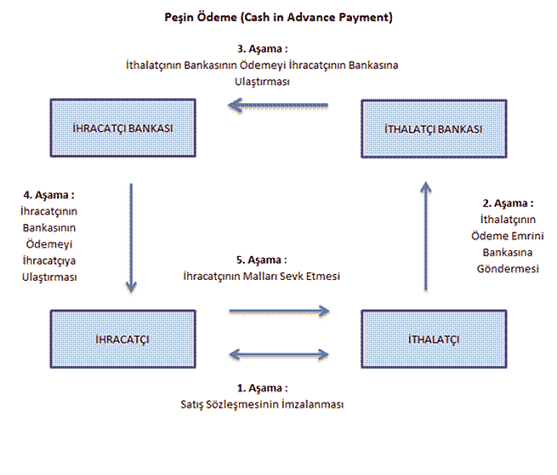 Peşin Ödeme (Cash in Advance Payment)
3. Aşama :
İthalatçının Bankasının Ödemeyi İhracatçının Bankasına
Ulaştırması
İHRACATÇI BANKASI
İTHALATÇI BANKASI
4. Aşama :
İhracatçının
Bankasının
Ödemeyi
İhracatçıya
Ulaştırması
2. Aşama :
İthalatçının
Ödeme Emrini
Bankasına
Göndermesi
5. Aşama :
İhracatçının Malları Sevk Etmesi
İHRACATÇI
İTHALATÇI
1. Aşama :
Satış Sözleşmesinin İmzalanması